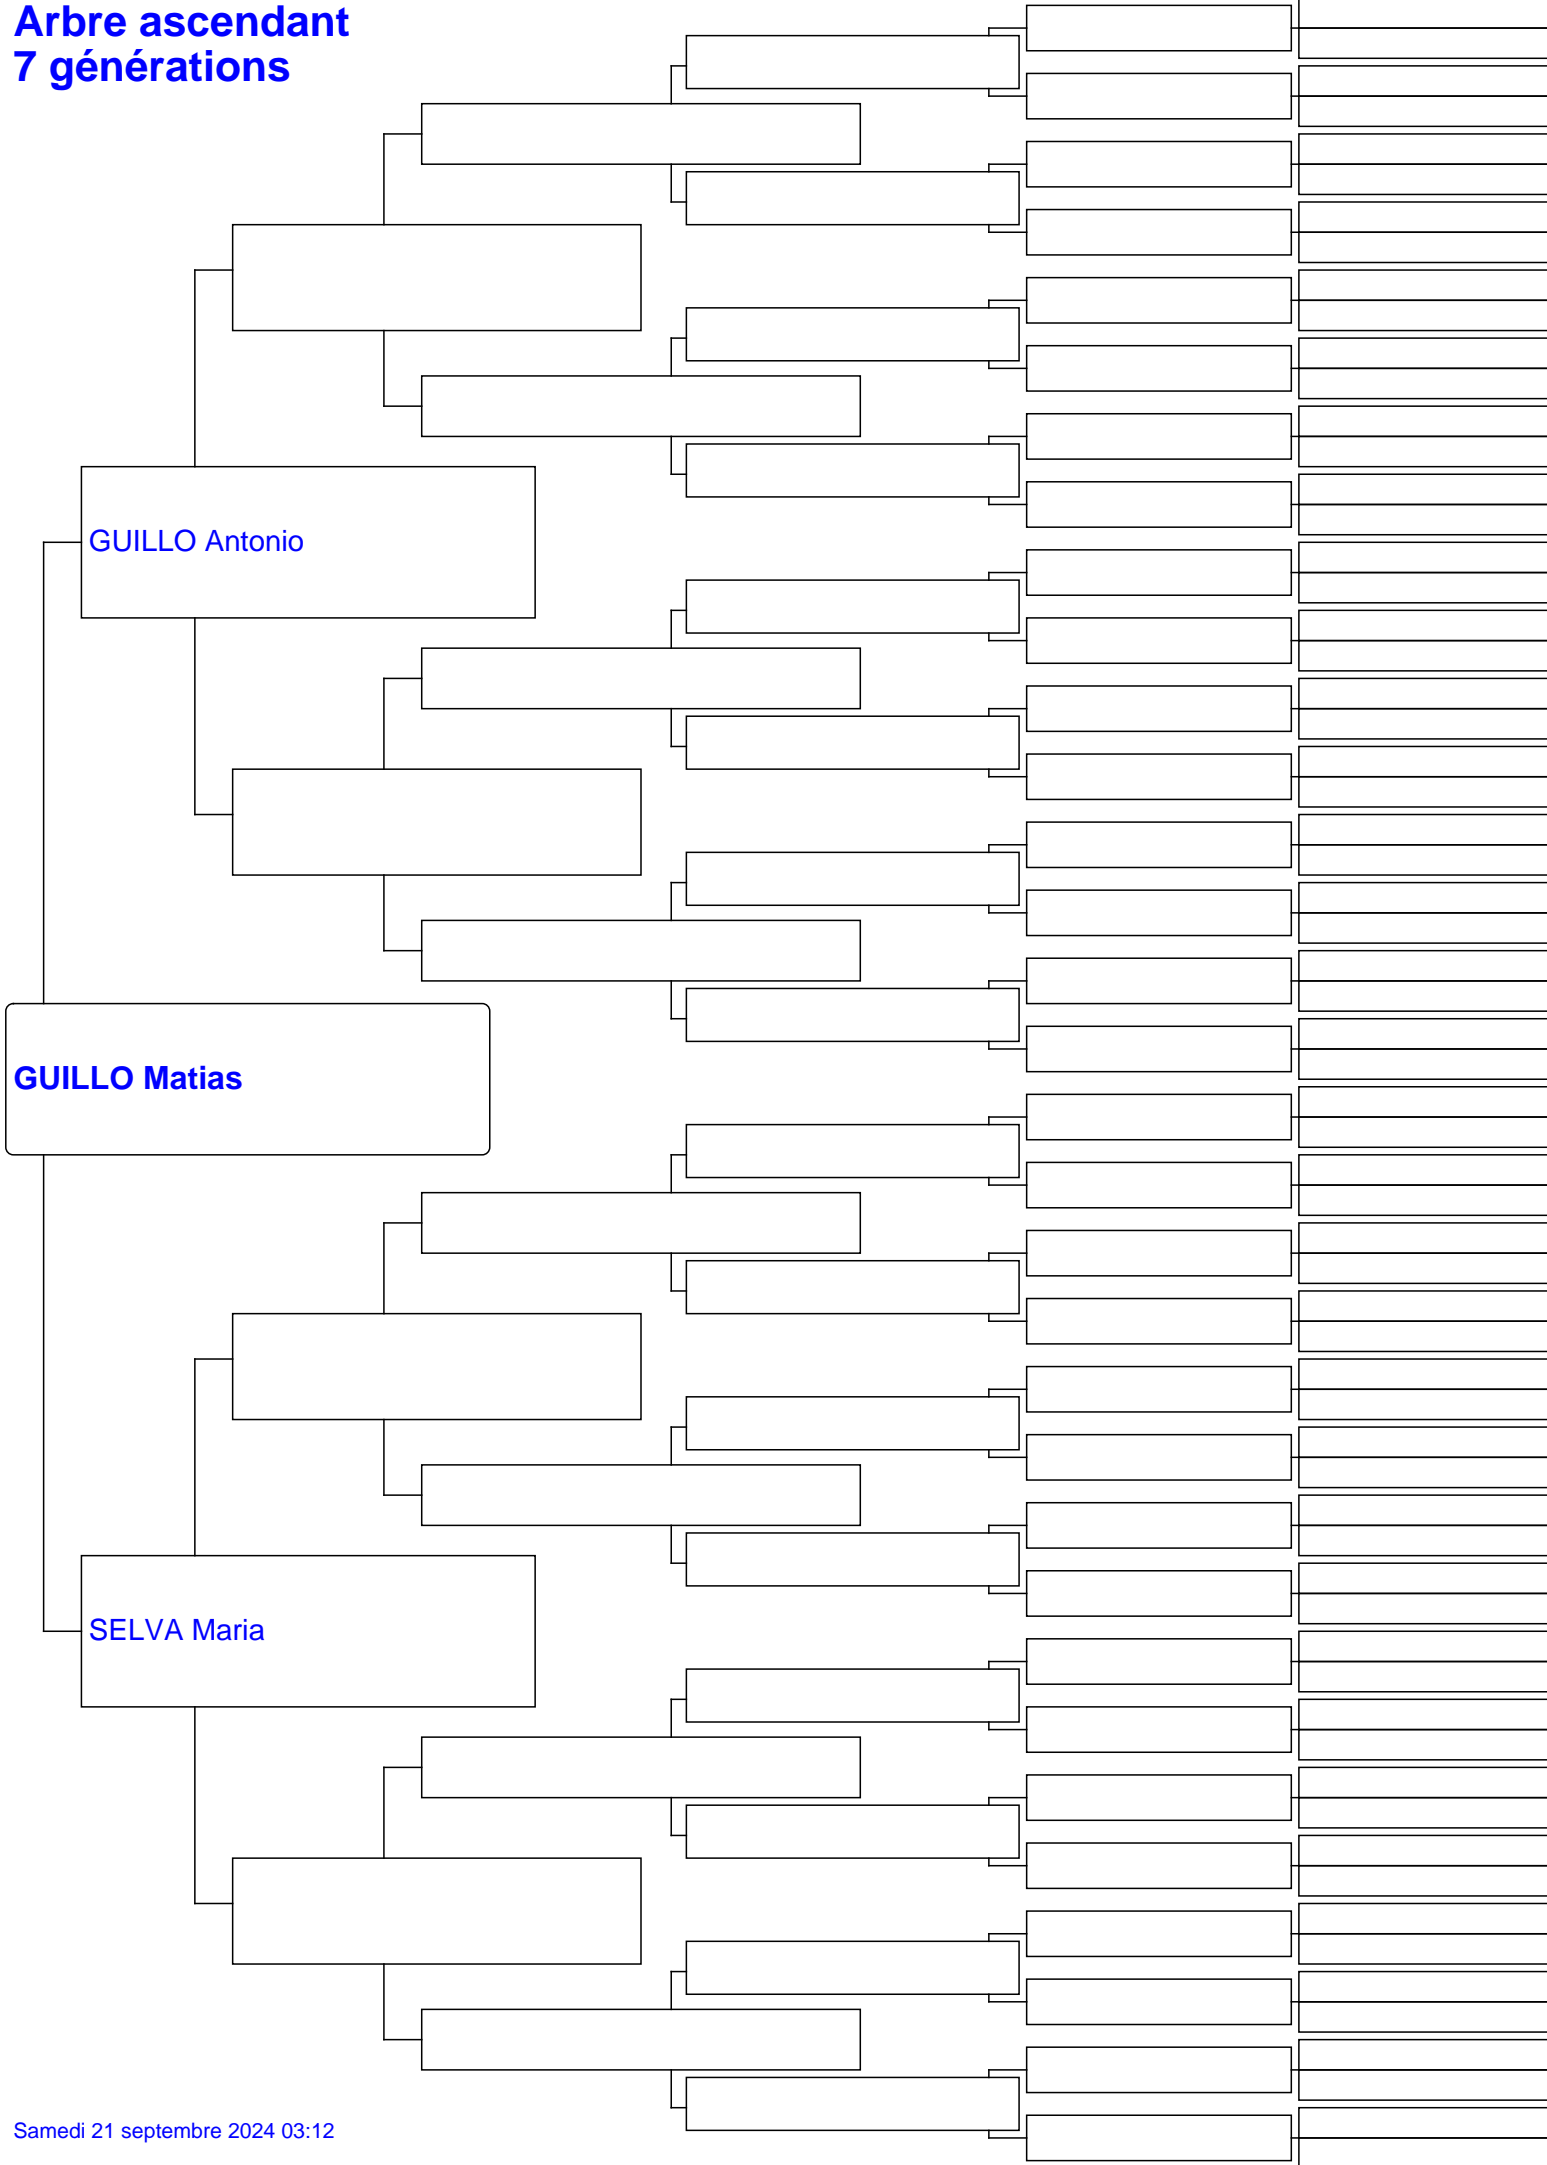 Arbre ascendant
7 générations
GUILLO Antonio
GUILLO Matias
SELVA Maria
Samedi 21 septembre 2024 03:12